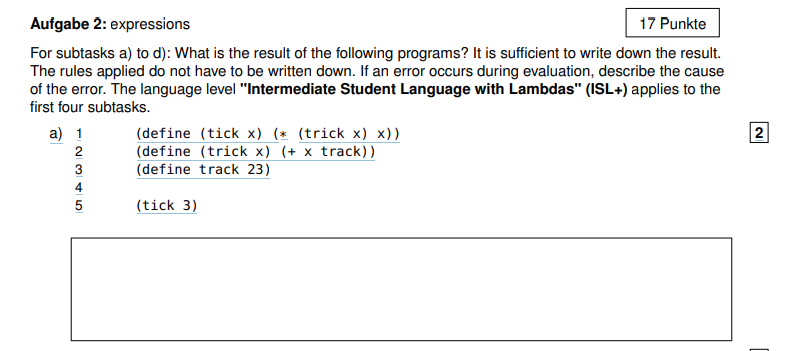 Aufgabe 2: expressions
17 Punkte
For subtasks a) to d): What is the result of the following programs? It is sufficient to write down the result.
The rules applied do not have to be written down. If an error occurs during evaluation, describe the cause
of the error. The language level "Intermediate Student Language with Lambdas" (ISL+) applies to the
first four subtasks.
a) 1 (define (tick x) (* (trick x) x)) 2
2 (define (trick x) (+ x track))
3 (define track 23)
4
5 (tick 3)